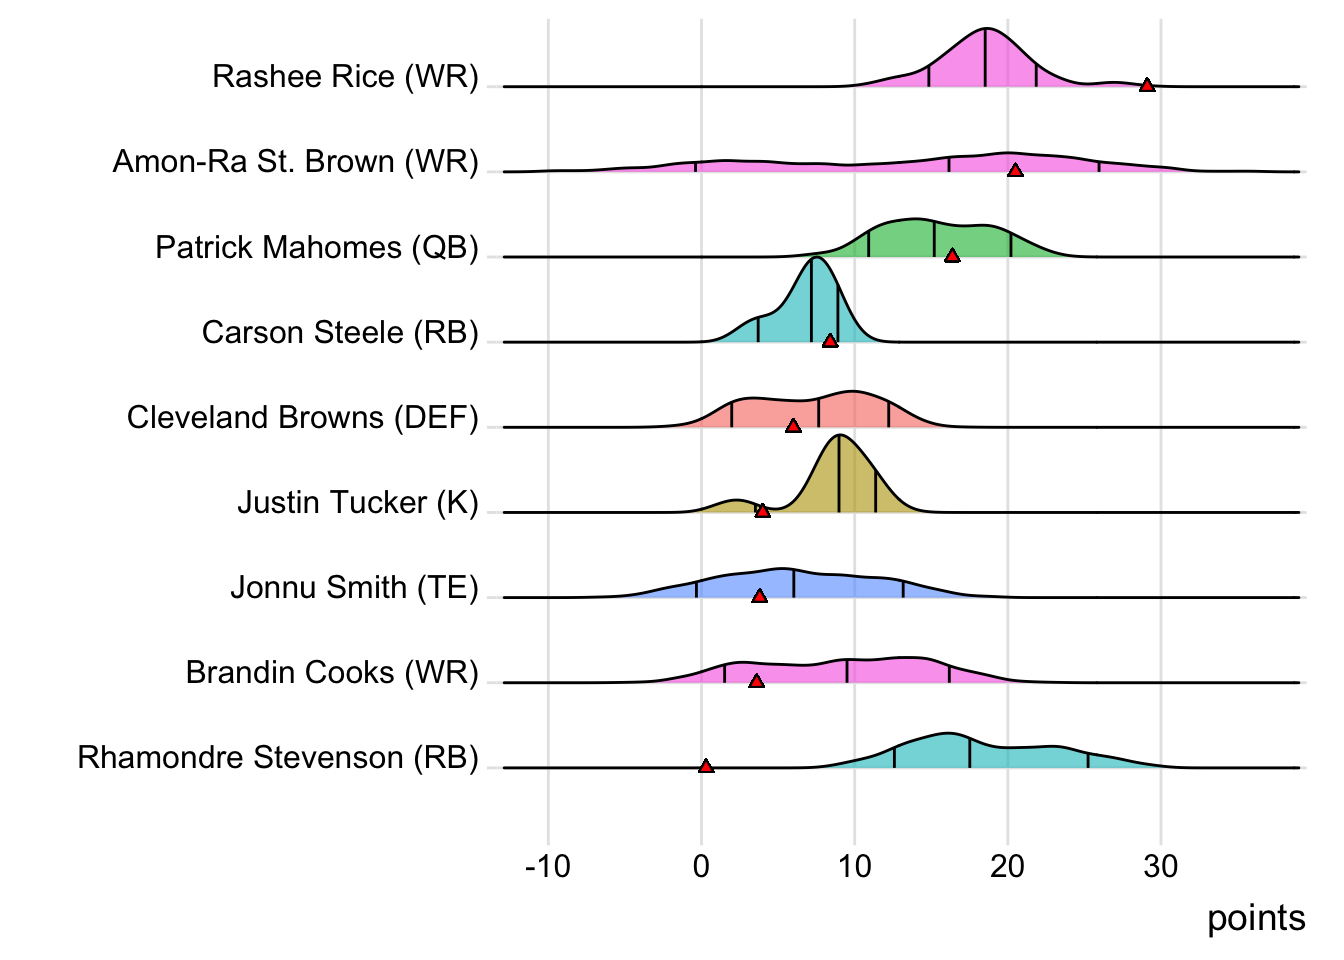 Rashee Rice (WR)
Amon-Ra St. Brown (WR)
Patrick Mahomes (QB)
Carson Steele (RB)
Cleveland Browns (DEF)
Justin Tucker (K)
Jonnu Smith (TE)
Brandin Cooks (WR)
Rhamondre Stevenson (RB)
-10 0 10 20 30
points